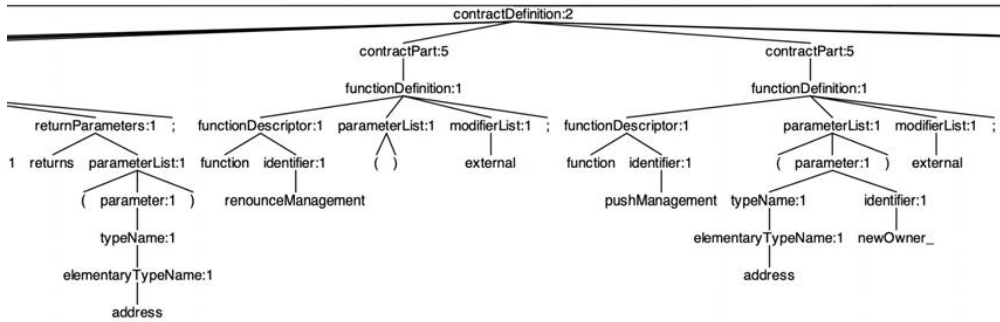 contractDefinition:2
contractPart:5 contractPart:5
functionDefinition:1 functionDefinition:1
returnParameters:1 ; functionDescriptor:1 parameterList:1 modifierList:1 ; functionDescriptor:1 parameterList:1 modifierList:1 ;
1 returns parameterList:1 function identifier:1 ( ) external function identifier:1 ( parameter:1 ) external
( parameter:1 ) renounceManagement pushManagement typeName:1 identifier:1
typeName:1 elementaryTypeName:1 newOwner_
elementaryTypeName:1 address
address